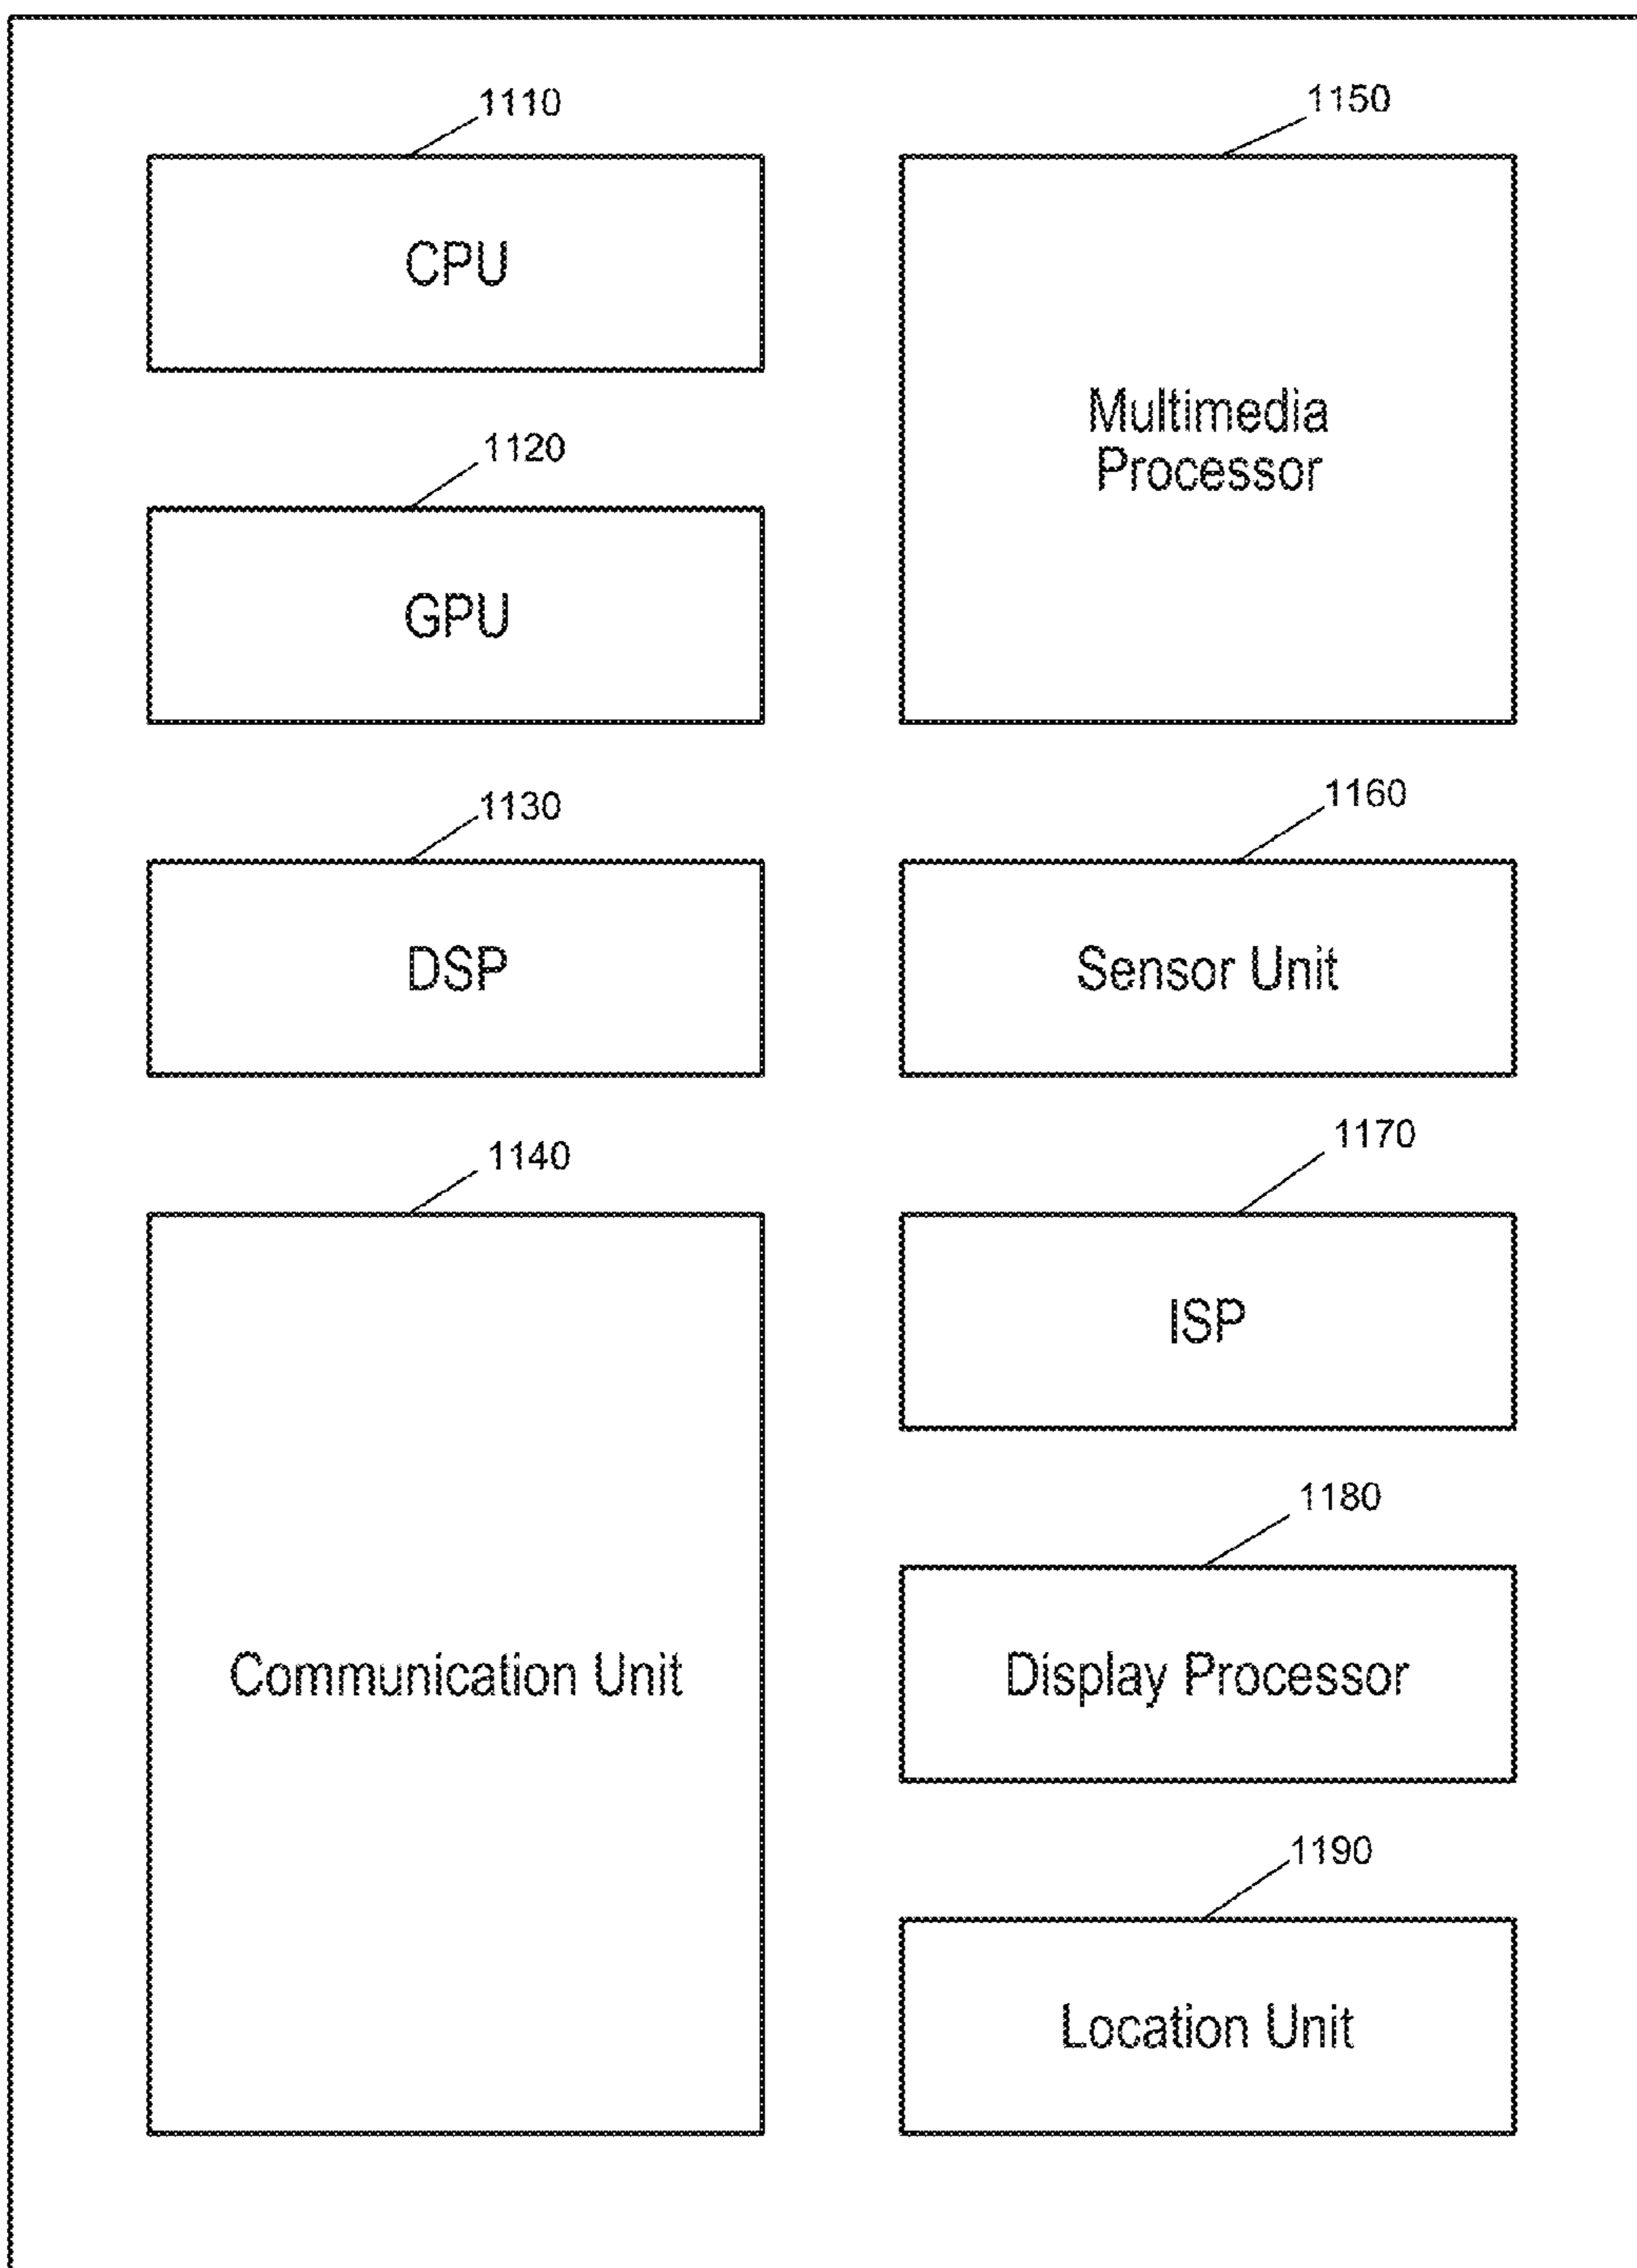 1110
CPU
1120
GPU
1130
DSP
1140
Communication Unit
1150
Multimedia
Processor
1160
Sensor Unit
1170
ISP
1180
Display Processor
1190
Location Unit